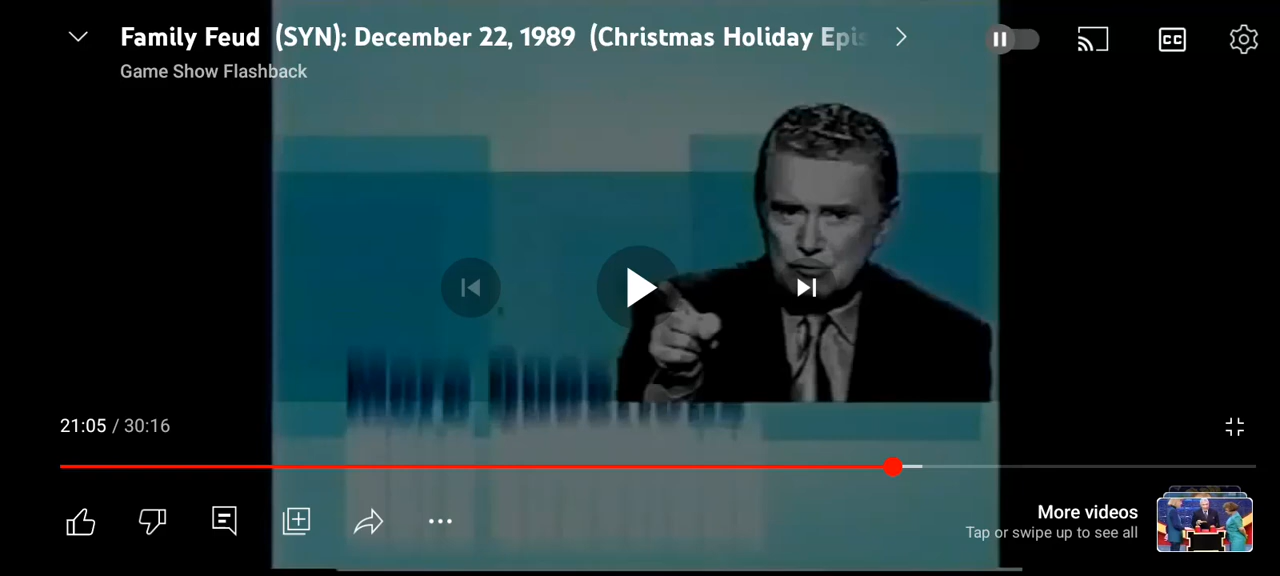 Family Feud (SYN): December 22, 1989 (Christmas Holiday Epis
Game Show Flashback
CC
21:05 / 30:16
More videos
Tap or swipe up to see all